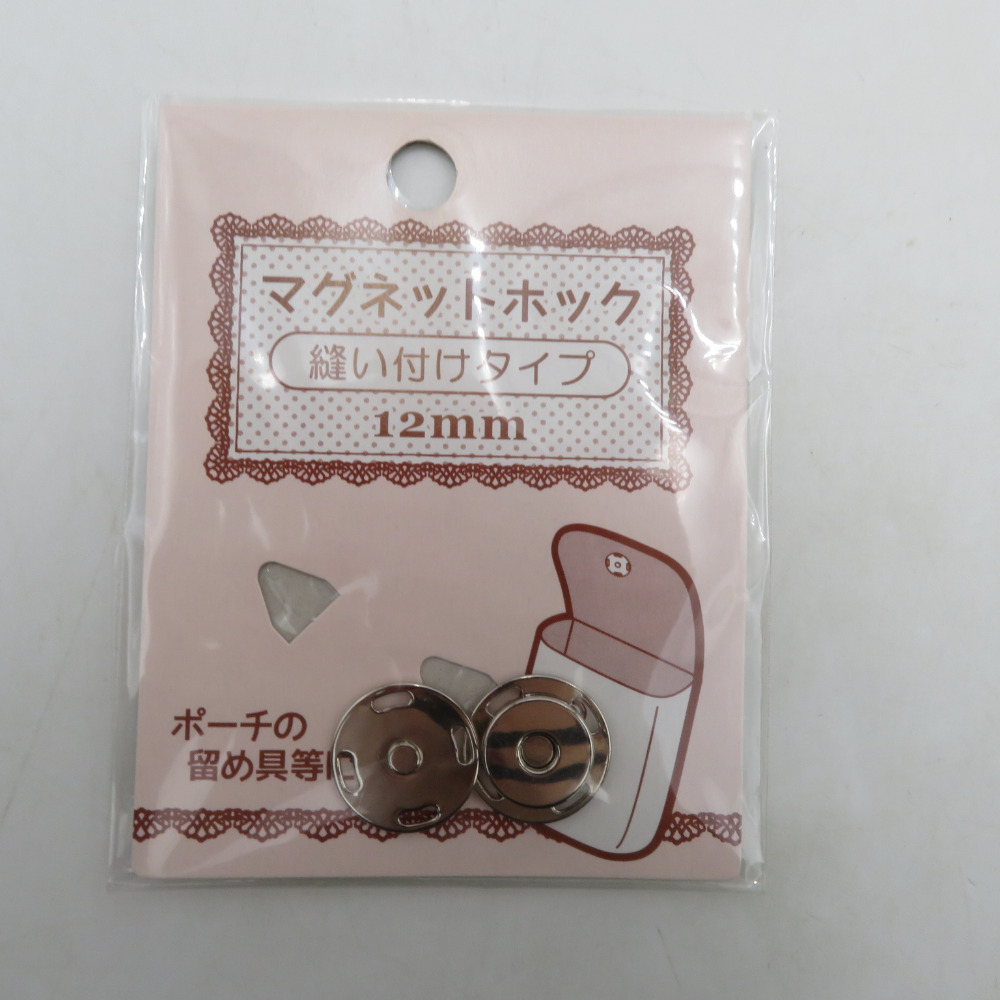 マグネットホック
縫い付けタイプ
12mm
ポーチの
留め具等に